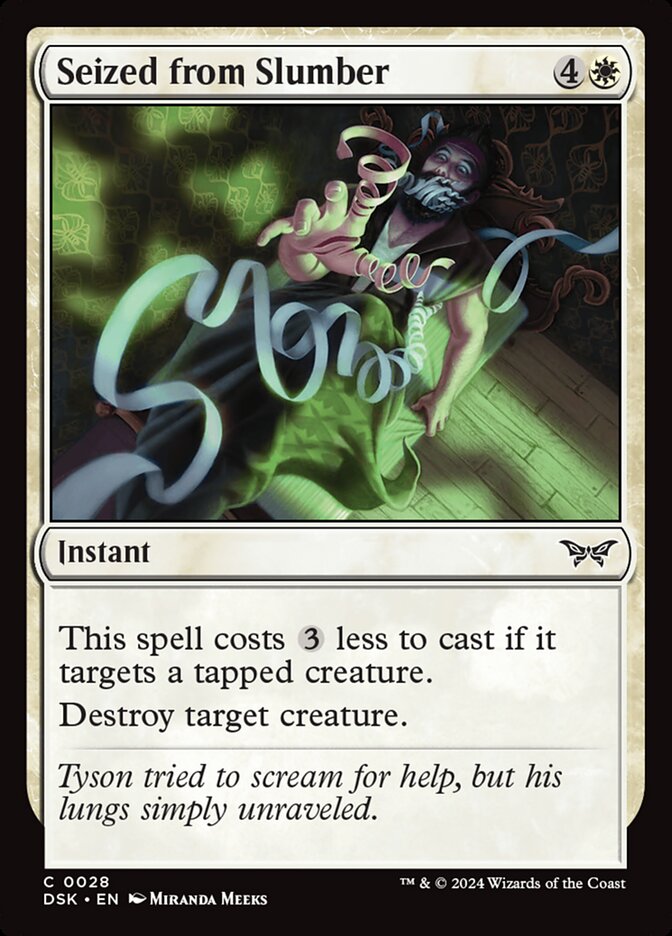 Seized from Slumber 4
Instant
This spell costs 3 less to cast if it
targets a tapped creature.
Destroy target creature.
Tyson tried to scream for help, but his
lungs simply unraveled.
C 0028
DSK • EN Miranda Meeks
™ & © 2024 Wizards of the Coast